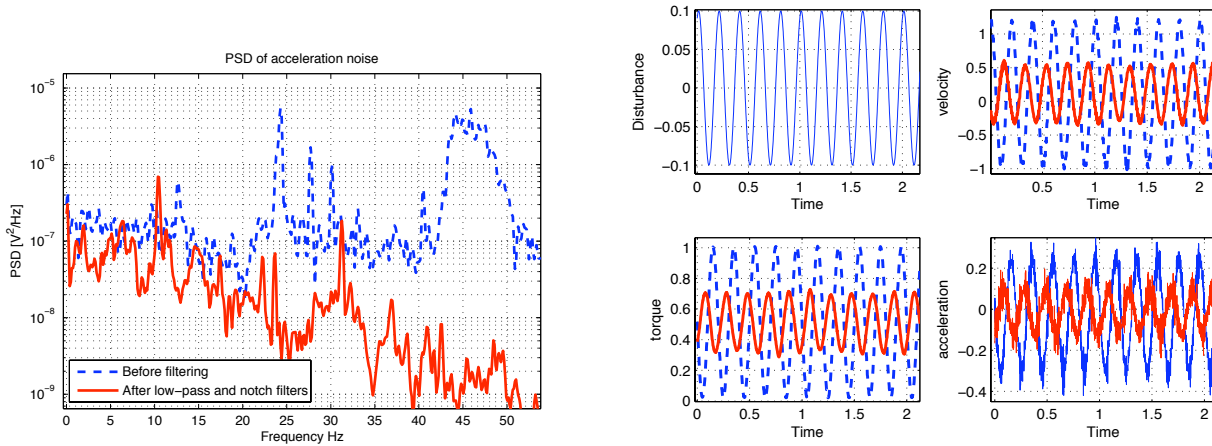 PSD of acceleration noise
PSD [V²/Hz]
10⁻⁵
10⁻⁶
10⁻⁷
10⁻⁸
10⁻⁹
0 5 10 15 20 25 30 35 40 45 50
Frequency Hz
Before filtering
After low-pass and notch filters
Disturbance
0.1
0.05
0
−0.05
−0.1
0 0.5 1 1.5 2
Time
velocity
1
0.5
0
−0.5
−1
0.5 1 1.5 2
Time
torque
1
0.8
0.6
0.4
0.2
0
0 0.5 1 1.5 2
Time
acceleration
0.2
0
−0.2
−0.4
0 0.5 1 1.5 2
Time